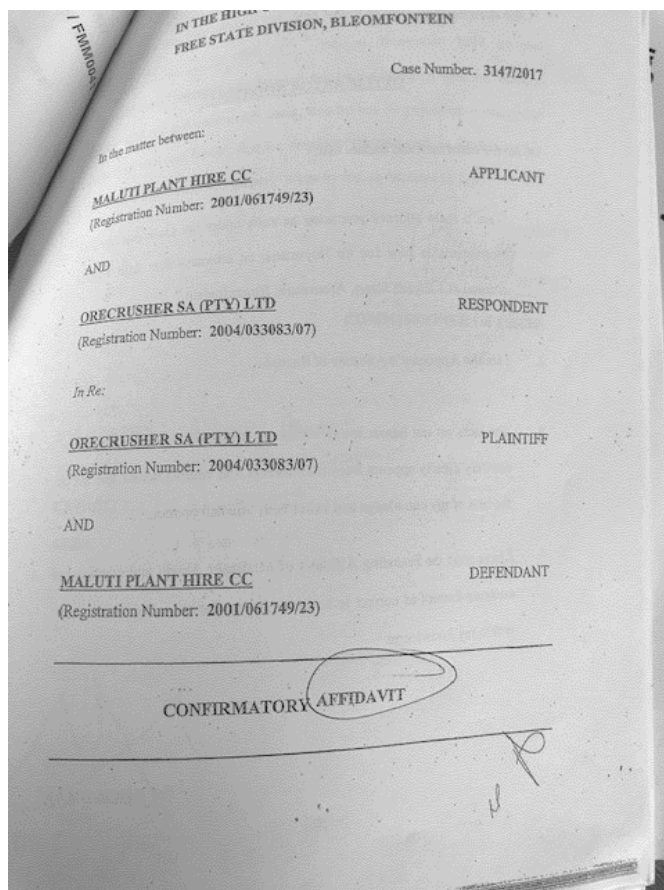 / FMM004
IN THE HIGH
FREE STATE DIVISION, BLEOMFONTEIN
Case Number. 3147/2017
In the matter between:
MALUTI PLANT HIRE CC APPLICANT
(Registration Number: 2001/061749/23)
AND
ORECRUSHER SA (PTY) LTD RESPONDENT
(Registration Number: 2004/033083/07)
In Re:
ORECRUSHER SA (PTY) LTD PLAINTIFF
(Registration Number: 2004/033083/07)
AND
MALUTI PLANT HIRE CC DEFENDANT
(Registration Number: 2001/061749/23)
CONFIRMATORY AFFIDAVIT